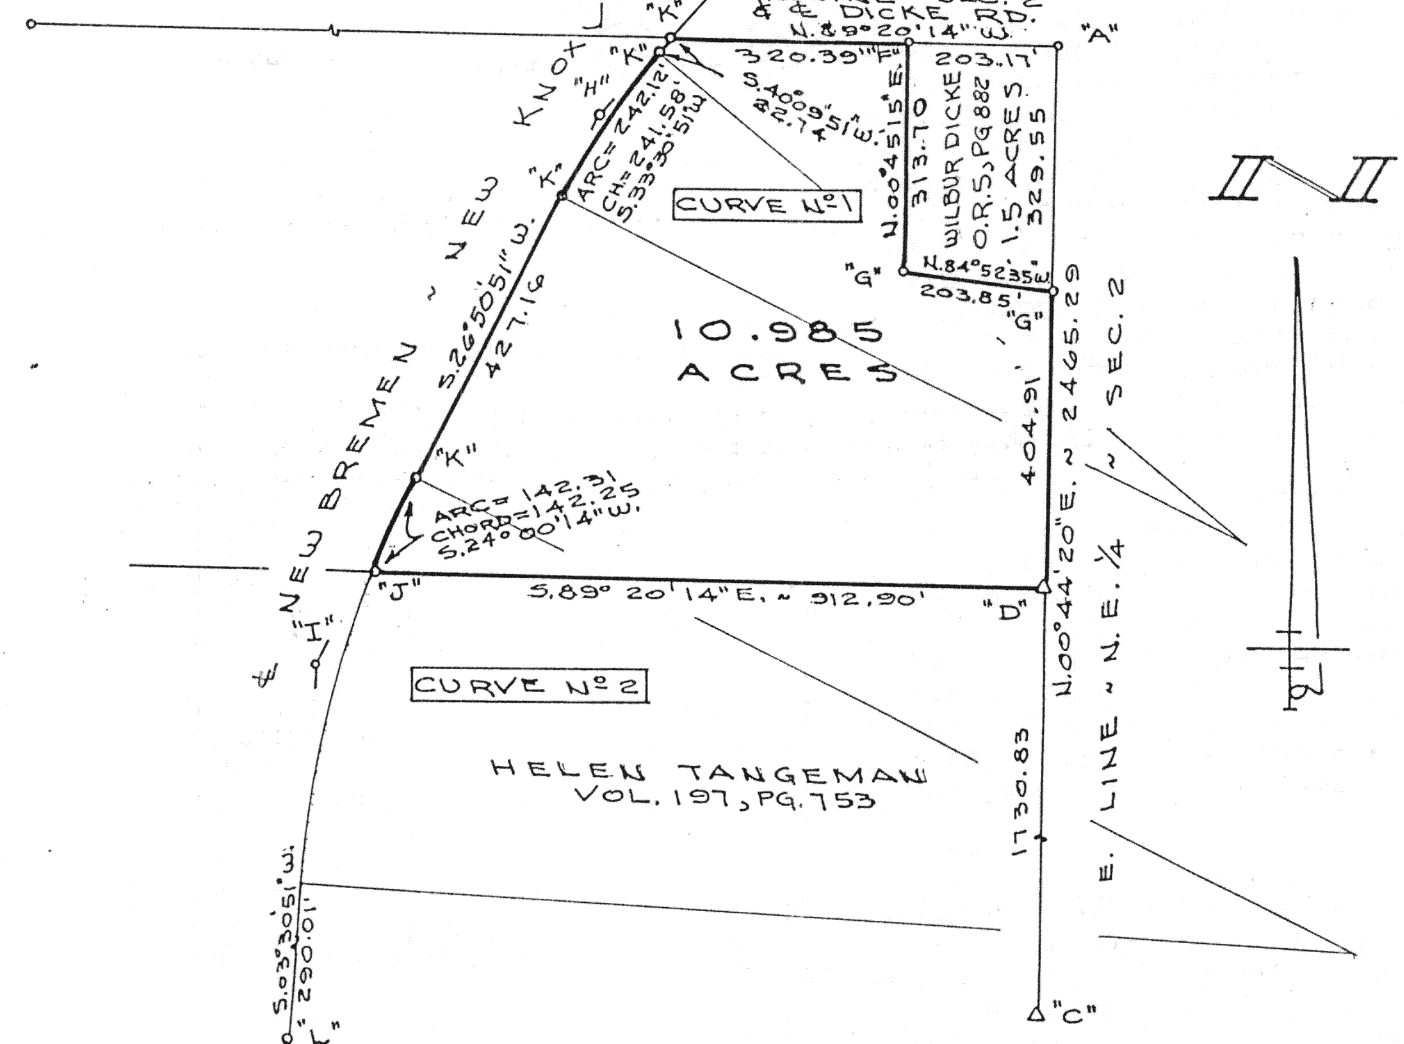 "K"
& ℄ DICKE RD.
N.89°20'14"W.
"A"
320.39'
"F"
203.17'
"K"
"H"
S.40°09'51"W.
22.74
ARC= 242.12'
CH.= 241.58'
S.33°30'51"W
"K"
CURVE Nº1
N.00°45'15"E.
313.70
WILBUR DICKE
O.R.5, PG 882
1.5 ACRES
329.55
"G"
N.84°52'35"W
203.85'
"G"
10.985
ACRES
NEW BREMEN ~ NEW KNOX
S.26°50'51"W.
427.16
404.91'
N.00°44'20"E. ~ 2465.29
E. LINE ~ N.E. ¼ ~ SEC. 2
"K"
ARC= 142.31
CHORD=142.25
S.24°00'14"W.
"J"
S.89° 20' 14"E. ~ 912.90'
"D"
"I"
℄
CURVE Nº 2
HELEN TANGEMAN
VOL. 197, PG. 753
1730.83
S.03°30'51"W.
290.01'
"C"
N